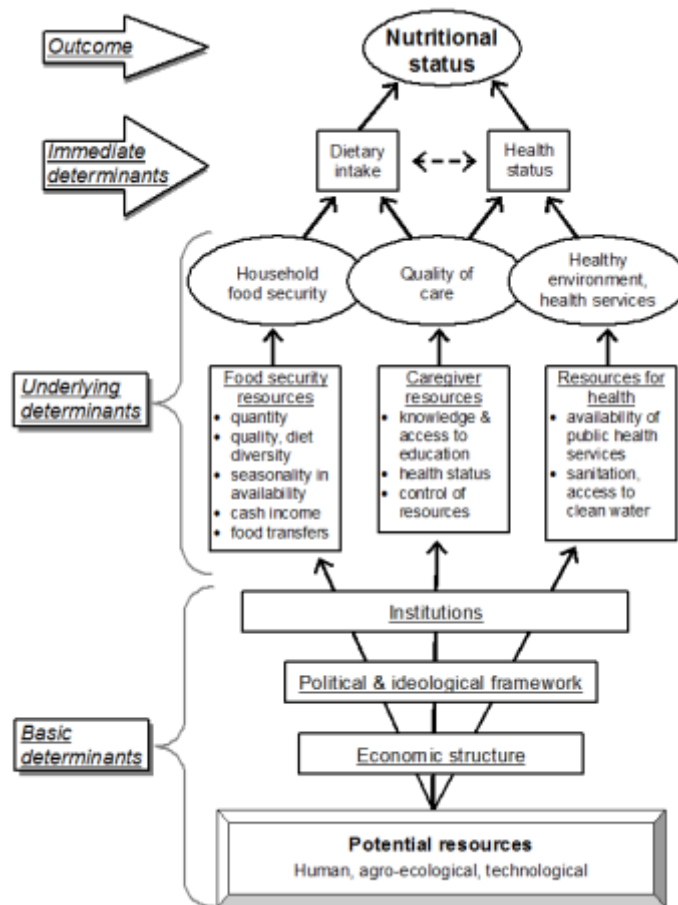 Outcome
Nutritional
status
Immediate
determinants
Dietary
intake
Health
status
Household
food security
Quality of
care
Healthy
environment,
health services
Underlying
determinants
Food security
resources
• quantity
• quality, diet
diversity
• seasonality in
availability
• cash income
• food transfers
Caregiver
resources
• knowledge &
access to
education
• health status
• control of
resources
Resources for
health
• availability of
public health
services
• sanitation,
access to
clean water
Basic
determinants
Institutions
Political & ideological framework
Economic structure
Potential resources
Human, agro-ecological, technological